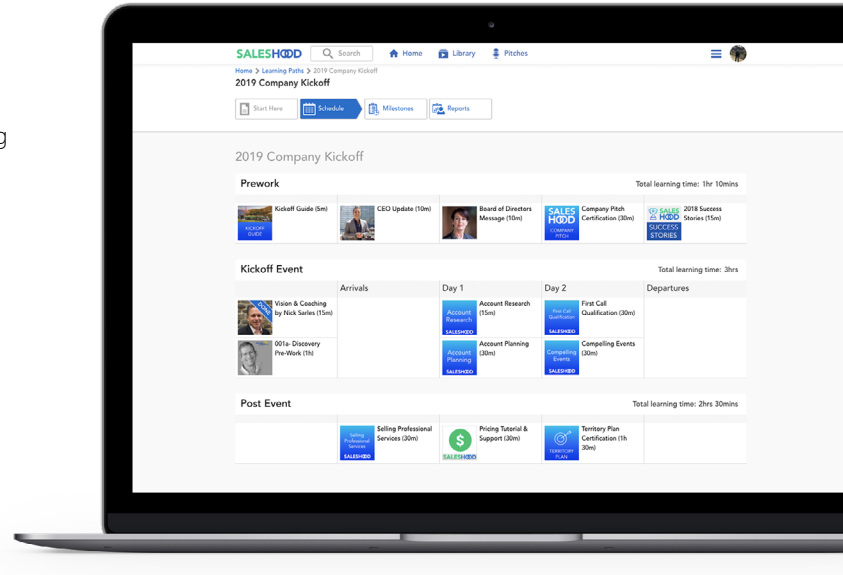 g
SALESHOOD
Search
Home
Library
Pitches
Home > Learning Paths > 2019 Company Kickoff
2019 Company Kickoff
Start Here
Schedule
Milestones
Reports
2019 Company Kickoff
Prework
Total learning time: 1hr 10mins
KICKOFF
GUIDE
Kickoff Guide (5m)
CEO Update (10m)
Board of Directors
Message (10m)
SALES
HOOD
COMPANY
PITCH
Company Pitch
Certification (30m)
SALES
HOOD
SUCCESS
STORIES
2018 Success
Stories (15m)
Kickoff Event
Total learning time: 3hrs
Arrivals
Day 1
Day 2
Departures
DONE
Vision & Coaching
by Nick Sarles (15m)
Account
Research
SALESHOOD
Account Research
(15m)
First Call
Qualification
SALESHOOD
First Call
Qualification (30m)
001a- Discovery
Pre-Work (1h)
Account
Planning
SALESHOOD
Account Planning
(30m)
Compelling
Events
SALESHOOD
Compelling Events
(30m)
Post Event
Total learning time: 2hrs 30mins
Selling
Professional
Services
SALESHOOD
Selling Professional
Services (30m)
$
SALESHOOD
Pricing Tutorial &
Support (30m)
TERRITORY
PLAN
Territory Plan
Certification (1h
30m)